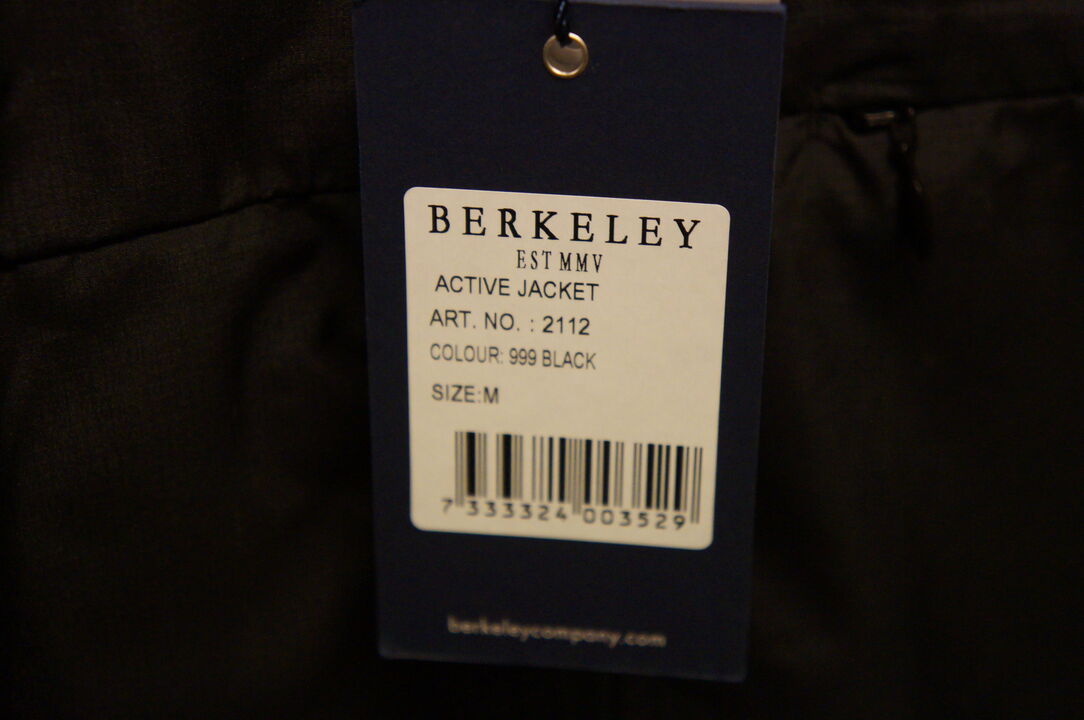 BERKELEY
EST MMV
ACTIVE JACKET
ART. NO. : 2112
COLOUR: 999 BLACK
SIZE:M
7 333324 003529
berkeleycompany.com